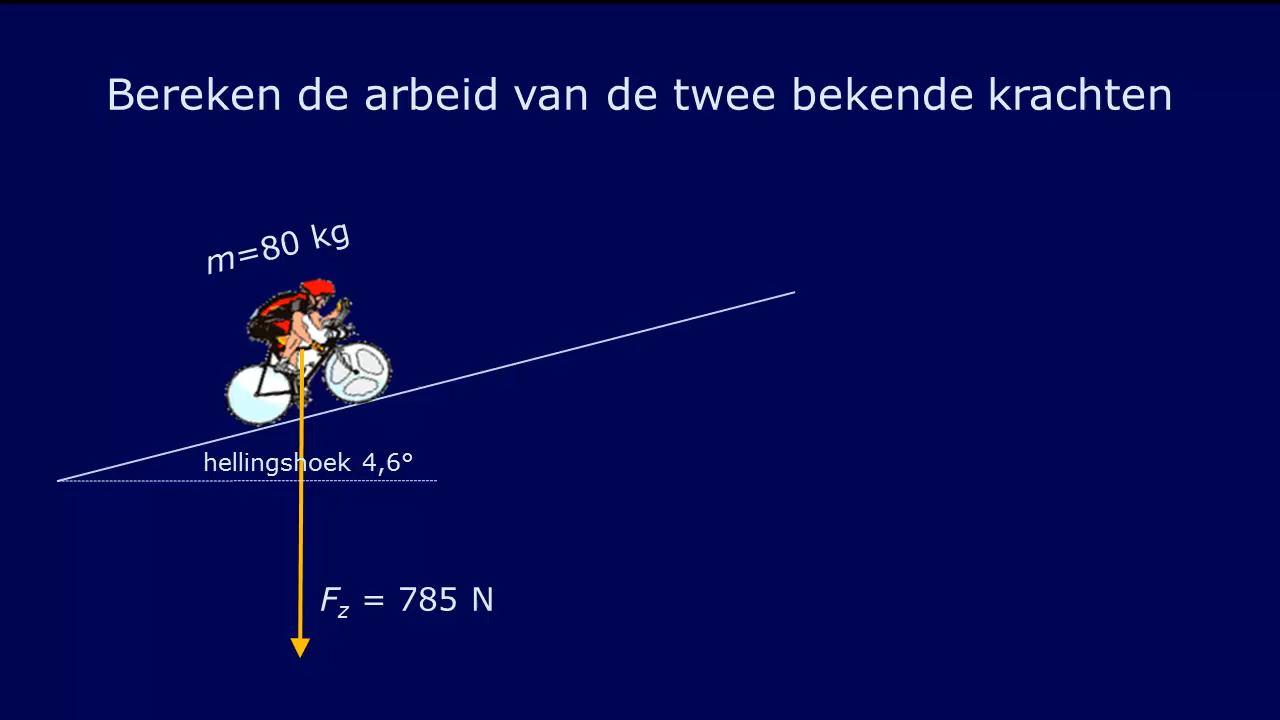 Bereken de arbeid van de twee bekende krachten
m=80 kg
hellingshoek 4,6°
Fz = 785 N